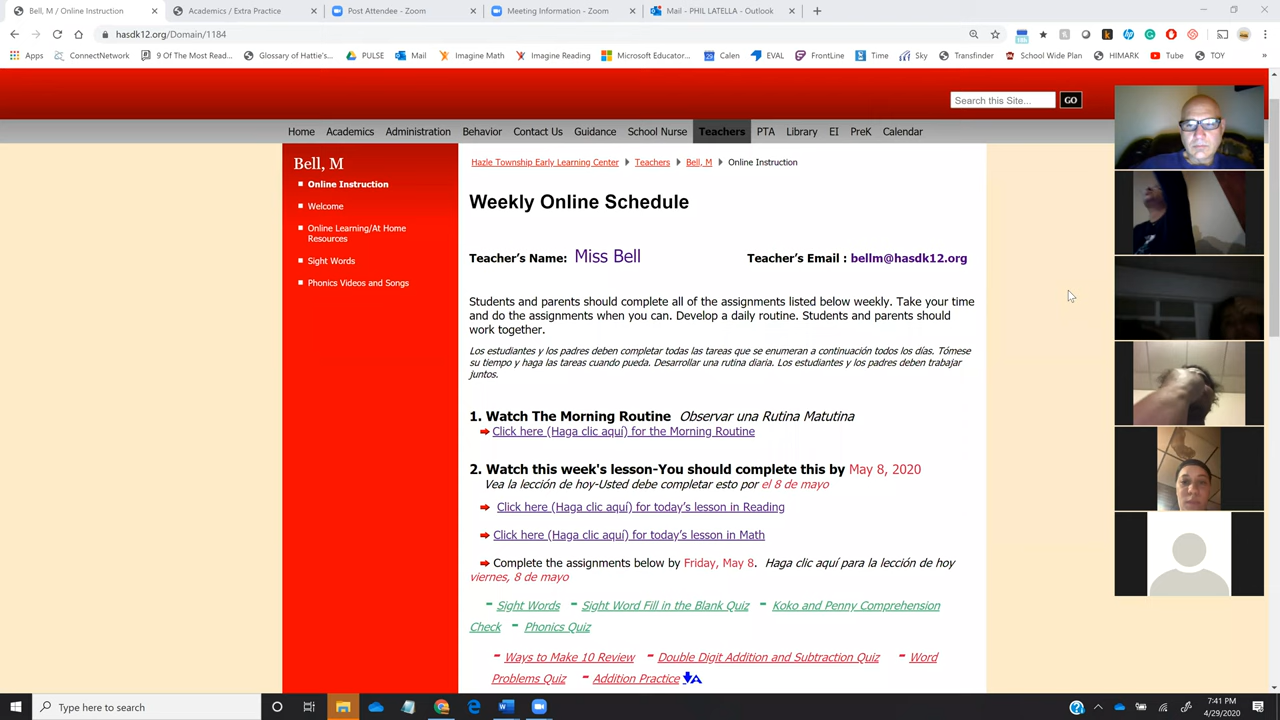 Bell, M / Online Instruction
Academics / Extra Practice
Post Attendee - Zoom
Meeting Information - Zoom
Mail - PHIL LATELLA - Outlook
hasdk12.org/Domain/1184
Apps
ConnectNetwork
9 Of The Most Read...
Glossary of Hattie's...
PULSE
Mail
Imagine Math
Imagine Reading
Microsoft Educator...
Calen
EVAL
FrontLine
Time
Sky
Transfinder
School Wide Plan
HIMARK
Tube
TOY
Search this Site...
GO
Home Academics Administration Behavior Contact Us Guidance School Nurse Teachers PTA Library EI PreK Calendar
Bell, M
Online Instruction
Welcome
Online Learning/At Home
Resources
Sight Words
Phonics Videos and Songs
Hazle Township Early Learning Center Teachers Bell, M Online Instruction
Weekly Online Schedule
Teacher's Name: Miss Bell Teacher's Email : bellm@hasdk12.org
Students and parents should complete all of the assignments listed below weekly. Take your time
and do the assignments when you can. Develop a daily routine. Students and parents should
work together.
Los estudiantes y los padres deben completar todas las tareas que se enumeran a continuación todos los días. Tómese
su tiempo y haga las tareas cuando pueda. Desarrollar una rutina diaria. Los estudiantes y los padres deben trabajar
juntos.
1. Watch The Morning Routine Observar una Rutina Matutina
Click here (Haga clic aquí) for the Morning Routine
2. Watch this week's lesson-You should complete this by May 8, 2020
Vea la lección de hoy-Usted debe completar esto por el 8 de mayo
Click here (Haga clic aquí) for today's lesson in Reading
Click here (Haga clic aquí) for today's lesson in Math
Complete the assignments below by Friday, May 8. Haga clic aquí para la lección de hoy
viernes, 8 de mayo
- Sight Words - Sight Word Fill in the Blank Quiz - Koko and Penny Comprehension
Check - Phonics Quiz
- Ways to Make 10 Review - Double Digit Addition and Subtraction Quiz - Word
Problems Quiz - Addition Practice
Type here to search
7:41 PM
4/29/2020